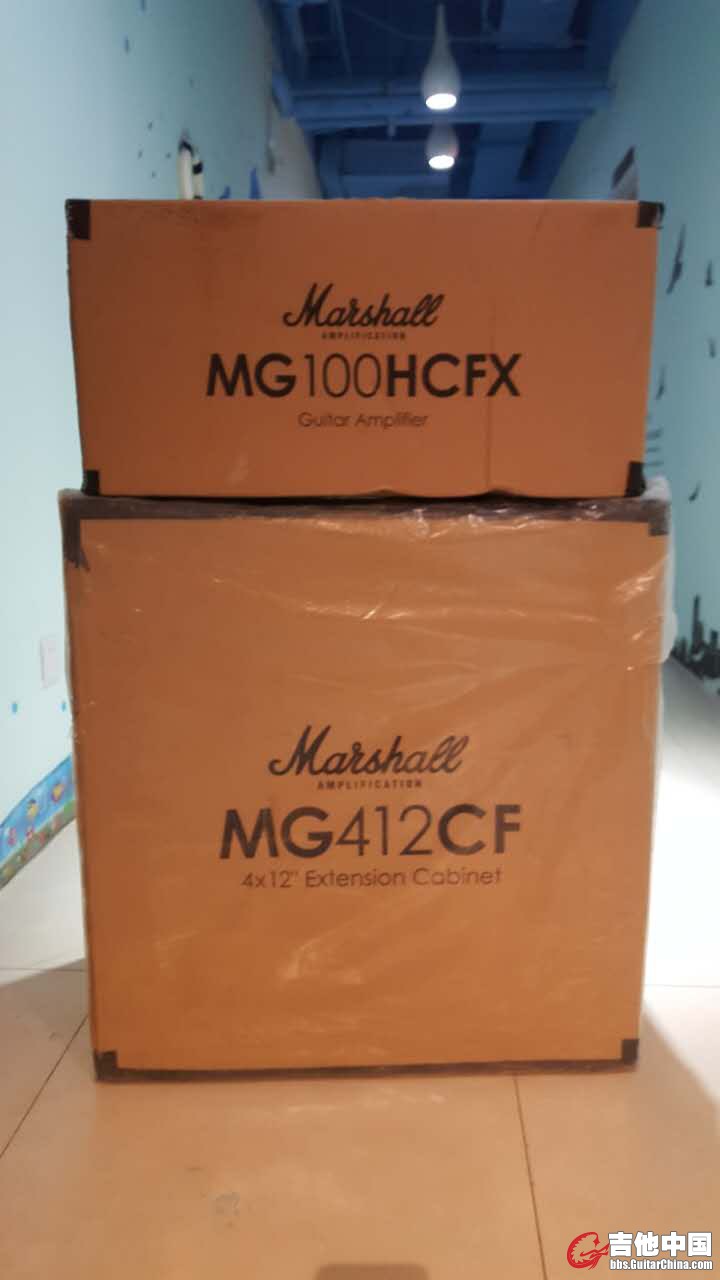 Marshall
AMPLIFICATION
MG100HCFX
Guitar Amplifier
Marshall
AMPLIFICATION
MG412CF
4x12" Extension Cabinet
吉他中国
bbs.GuitarChina.com